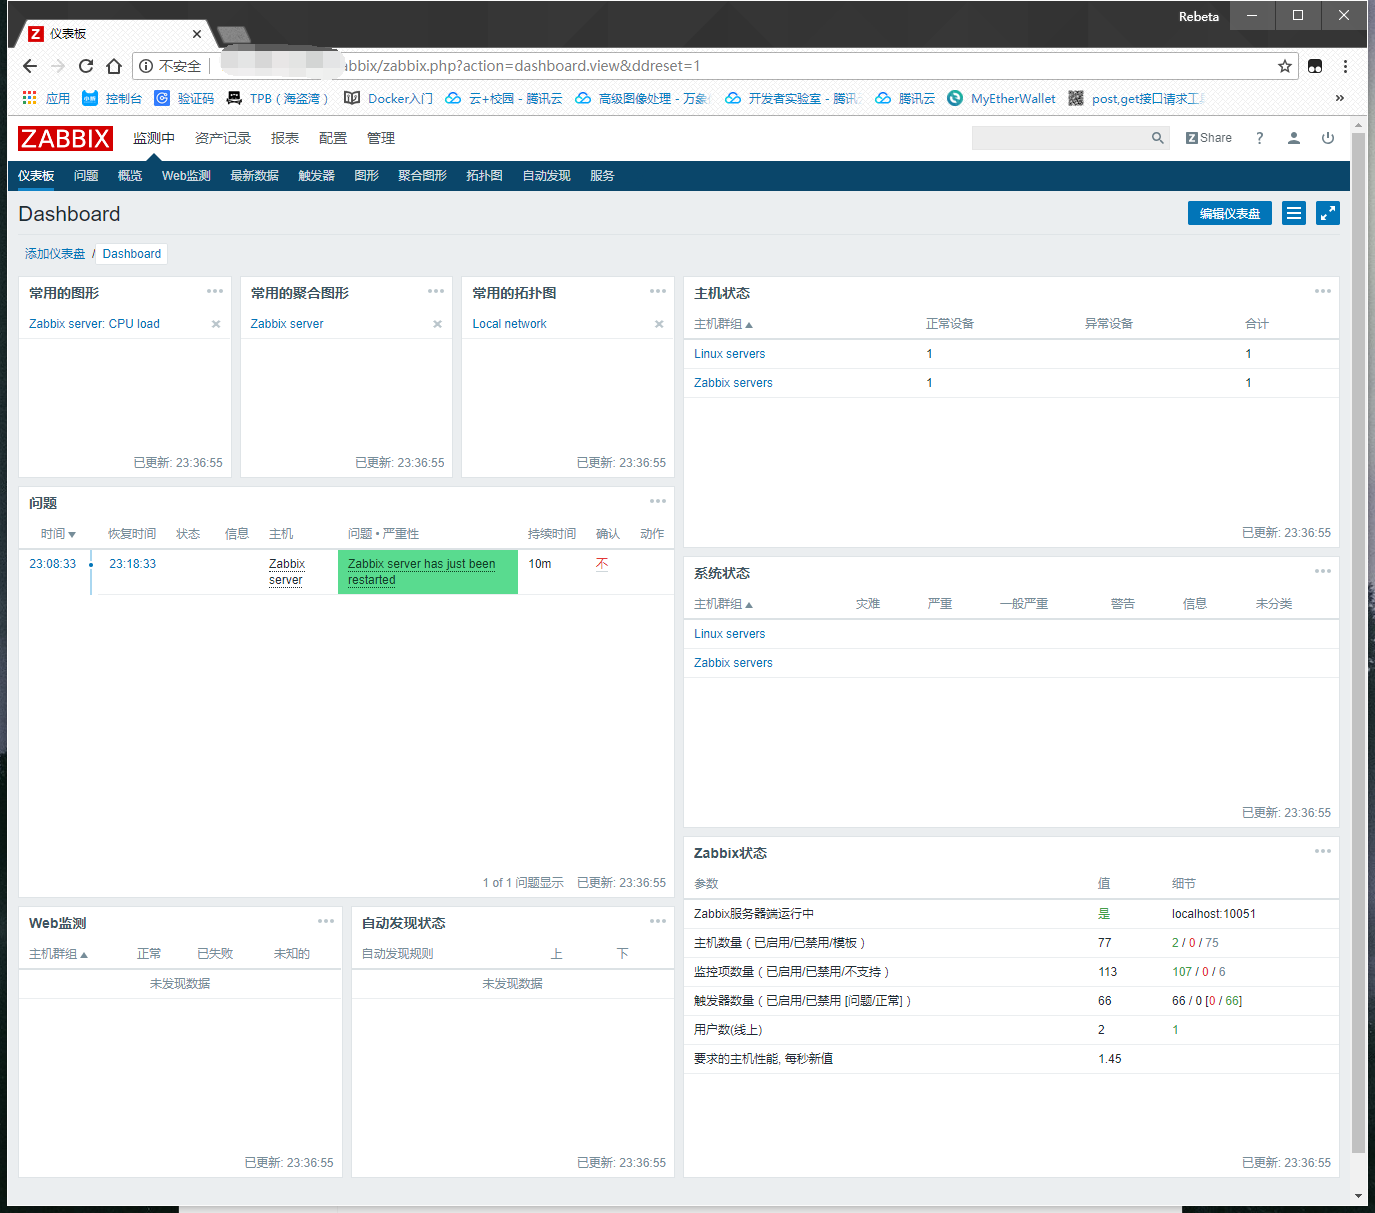 Rebeta
仪表板
不安全
abbix/zabbix.php?action=dashboard.view&ddreset=1
应用 控制台 验证码 TPB（海盗湾） Docker入门 云+校园 - 腾讯云 高级图像处理 - 万象 开发者实验室 - 腾讯 腾讯云 MyEtherWallet post,get接口请求工具 »
ZABBIX 监测中 资产记录 报表 配置 管理 Z Share ?
仪表板 问题 概览 Web监测 最新数据 触发器 图形 聚合图形 拓扑图 自动发现 服务
Dashboard 编辑仪表盘
添加仪表盘 / Dashboard
常用的图形
Zabbix server: CPU load
已更新: 23:36:55
常用的聚合图形
Zabbix server
已更新: 23:36:55
常用的拓扑图
Local network
已更新: 23:36:55
主机状态
主机群组 正常设备 异常设备 合计
Linux servers 1 1
Zabbix servers 1 1
已更新: 23:36:55
问题
时间 恢复时间 状态 信息 主机 问题 • 严重性 持续时间 确认 动作
23:08:33 23:18:33 Zabbix server Zabbix server has just been restarted 10m 不
1 of 1 问题显示 已更新: 23:36:55
系统状态
主机群组 灾难 严重 一般严重 警告 信息 未分类
Linux servers
Zabbix servers
已更新: 23:36:55
Web监测
主机群组 正常 已失败 未知的
未发现数据
已更新: 23:36:55
自动发现状态
自动发现规则 上 下
未发现数据
已更新: 23:36:55
Zabbix状态
参数 值 细节
Zabbix服务器端运行中 是 localhost:10051
主机数量（已启用/已禁用/模板） 77 2 / 0 / 75
监控项数量（已启用/已禁用/不支持） 113 107 / 0 / 6
触发器数量（已启用/已禁用 [问题/正常]） 66 66 / 0 [0 / 66]
用户数(线上) 2 1
要求的主机性能, 每秒新值 1.45
已更新: 23:36:55